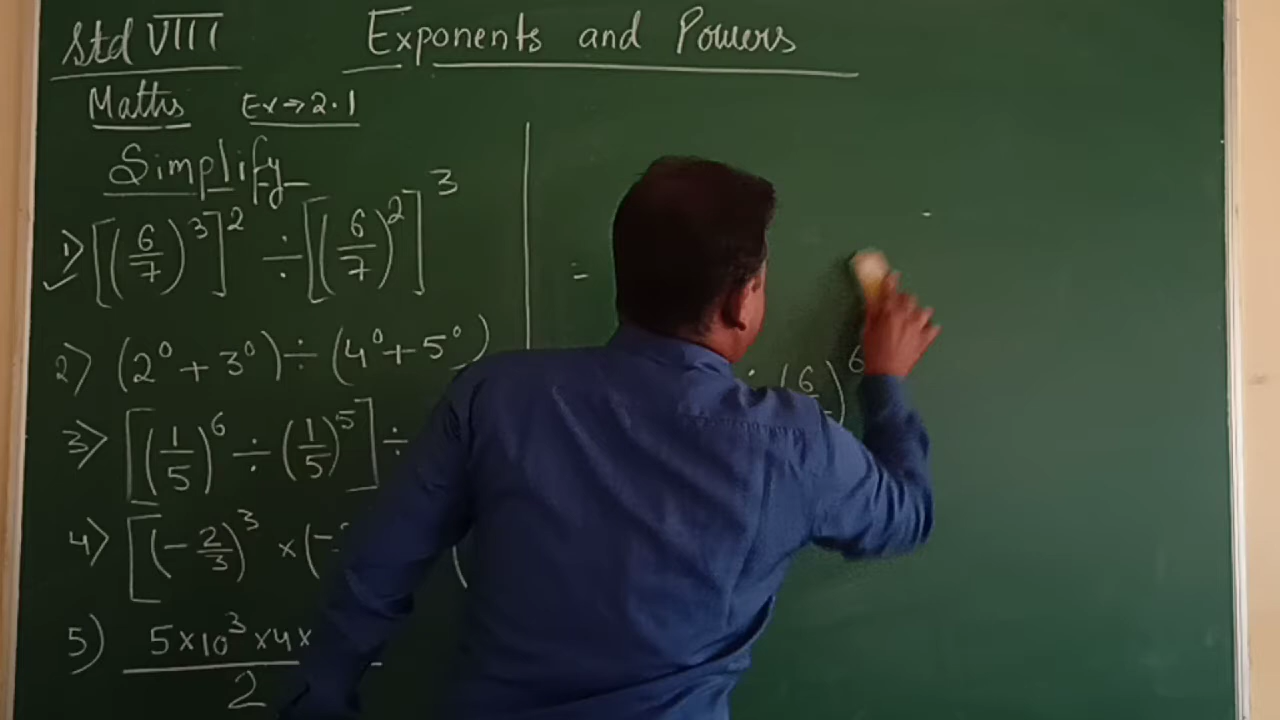 Std VIII Exponents and Powers
Maths Ex→2.1
Simplify
1) [(6/7)³]² ÷ [(6/7)²]³
=
2) (2⁰ + 3⁰) ÷ (4⁰ + 5⁰)
÷ (6/)⁶
3) [(1/5)⁶ ÷ (1/5)⁵] ÷
4) [(-2/3)³ × (-
5) 5×10³ ×4×
2